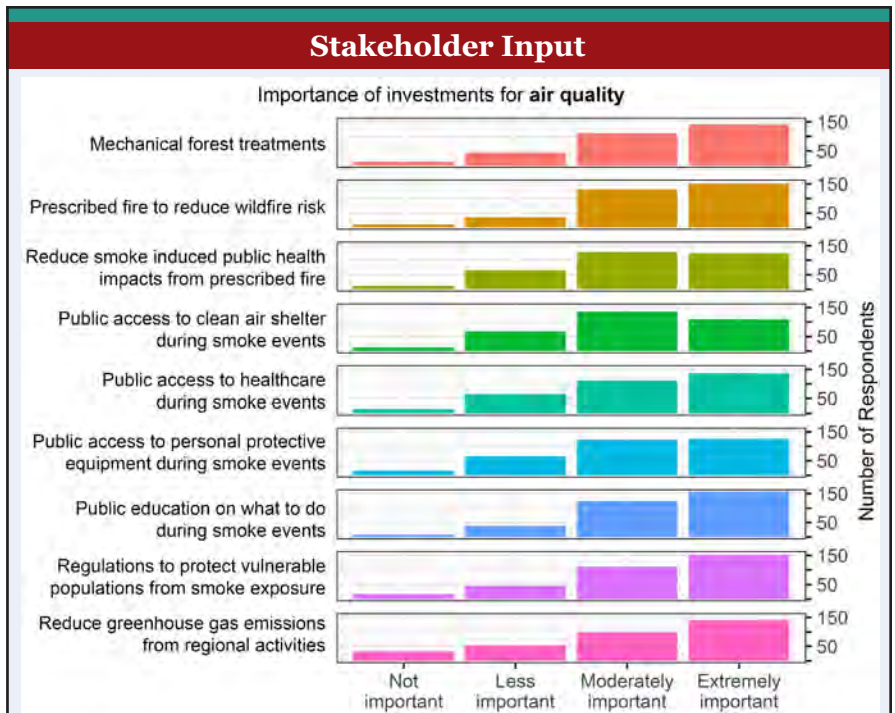 Stakeholder Input
Importance of investments for air quality
Mechanical forest treatments
150
50
Prescribed fire to reduce wildfire risk
150
50
Reduce smoke induced public health
impacts from prescribed fire
150
50
Public access to clean air shelter
during smoke events
150
50
Public access to healthcare
during smoke events
150
50
Public access to personal protective
equipment during smoke events
150
50
Public education on what to do
during smoke events
150
50
Regulations to protect vulnerable
populations from smoke exposure
150
50
Reduce greenhouse gas emissions
from regional activities
150
50
Number of Respondents
Not
important
Less
important
Moderately
important
Extremely
important